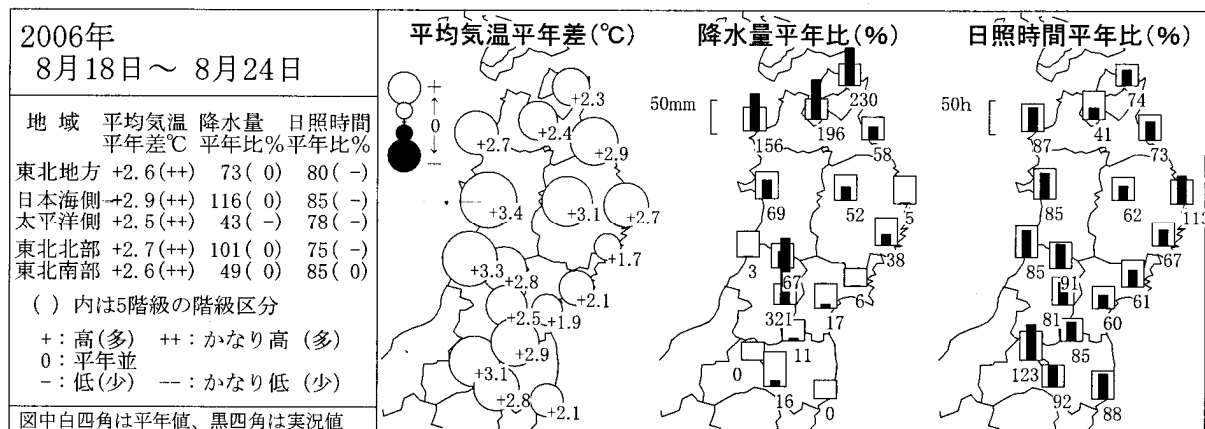 2006年
8月18日～ 8月24日
地 域 平均気温 降水量 日照時間
平年差℃ 平年比% 平年比%
東北地方 +2.6(++) 73( 0) 80( -)
日本海側 +2.9(++) 116( 0) 85( -)
太平洋側 +2.5(++) 43( -) 78( -)
東北北部 +2.7(++) 101( 0) 75( -)
東北南部 +2.6(++) 49( 0) 85( 0)
( ) 内は5階級の階級区分
+：高(多) ++：かなり高 (多)
0：平年並
-：低(少) --：かなり低 (少)
図中白四角は平年値、黒四角は実況値
平均気温平年差(℃)
+
↑
0
↓
-
+2.3
+2.4
+2.7
+2.9
+3.4
+3.1
+2.7
+1.7
+3.3
+2.8
+2.1
+2.5
+1.9
+2.9
+3.1
+2.8
+2.1
降水量平年比(%)
50mm
230
196
156
58
69
52
5
38
3
67
6
321
17
11
0
16
0
日照時間平年比(%)
50h
74
41
87
73
85
62
113
67
85
91
61
81
60
85
123
92
88